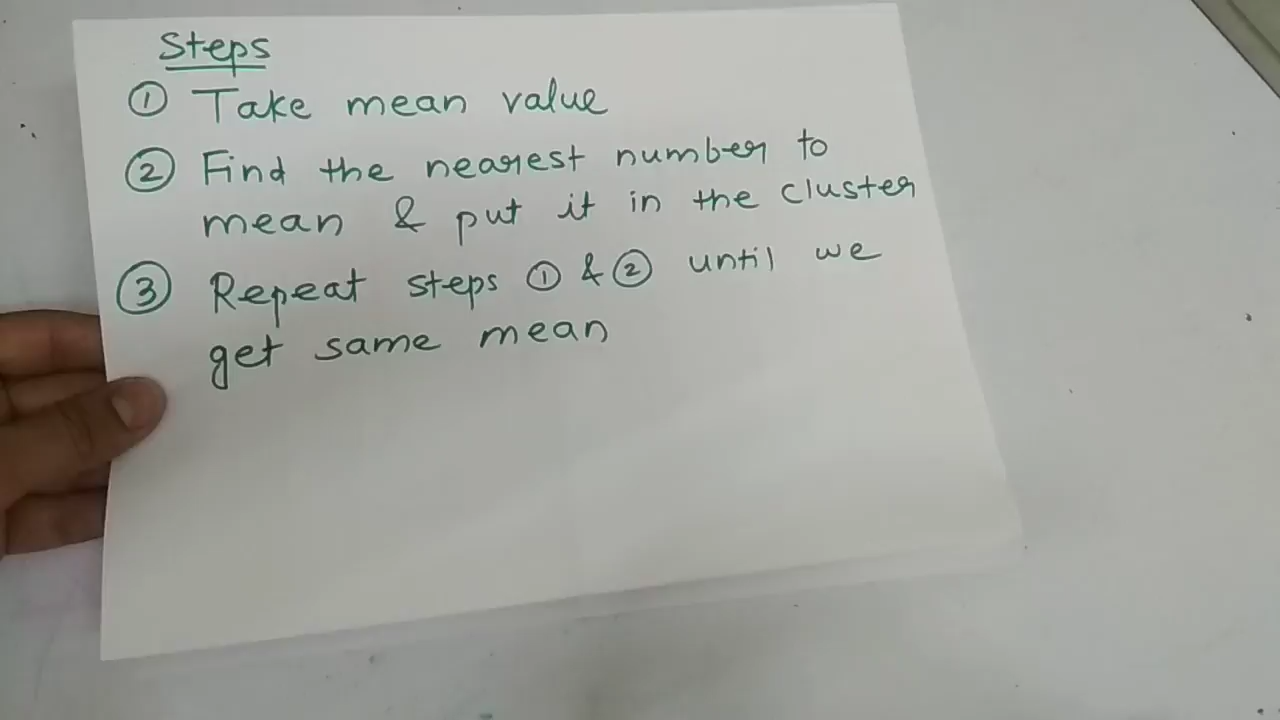 Steps
① Take mean value
② Find the nearest number to
mean & put it in the cluster
③ Repeat steps ① & ② until we
get same mean